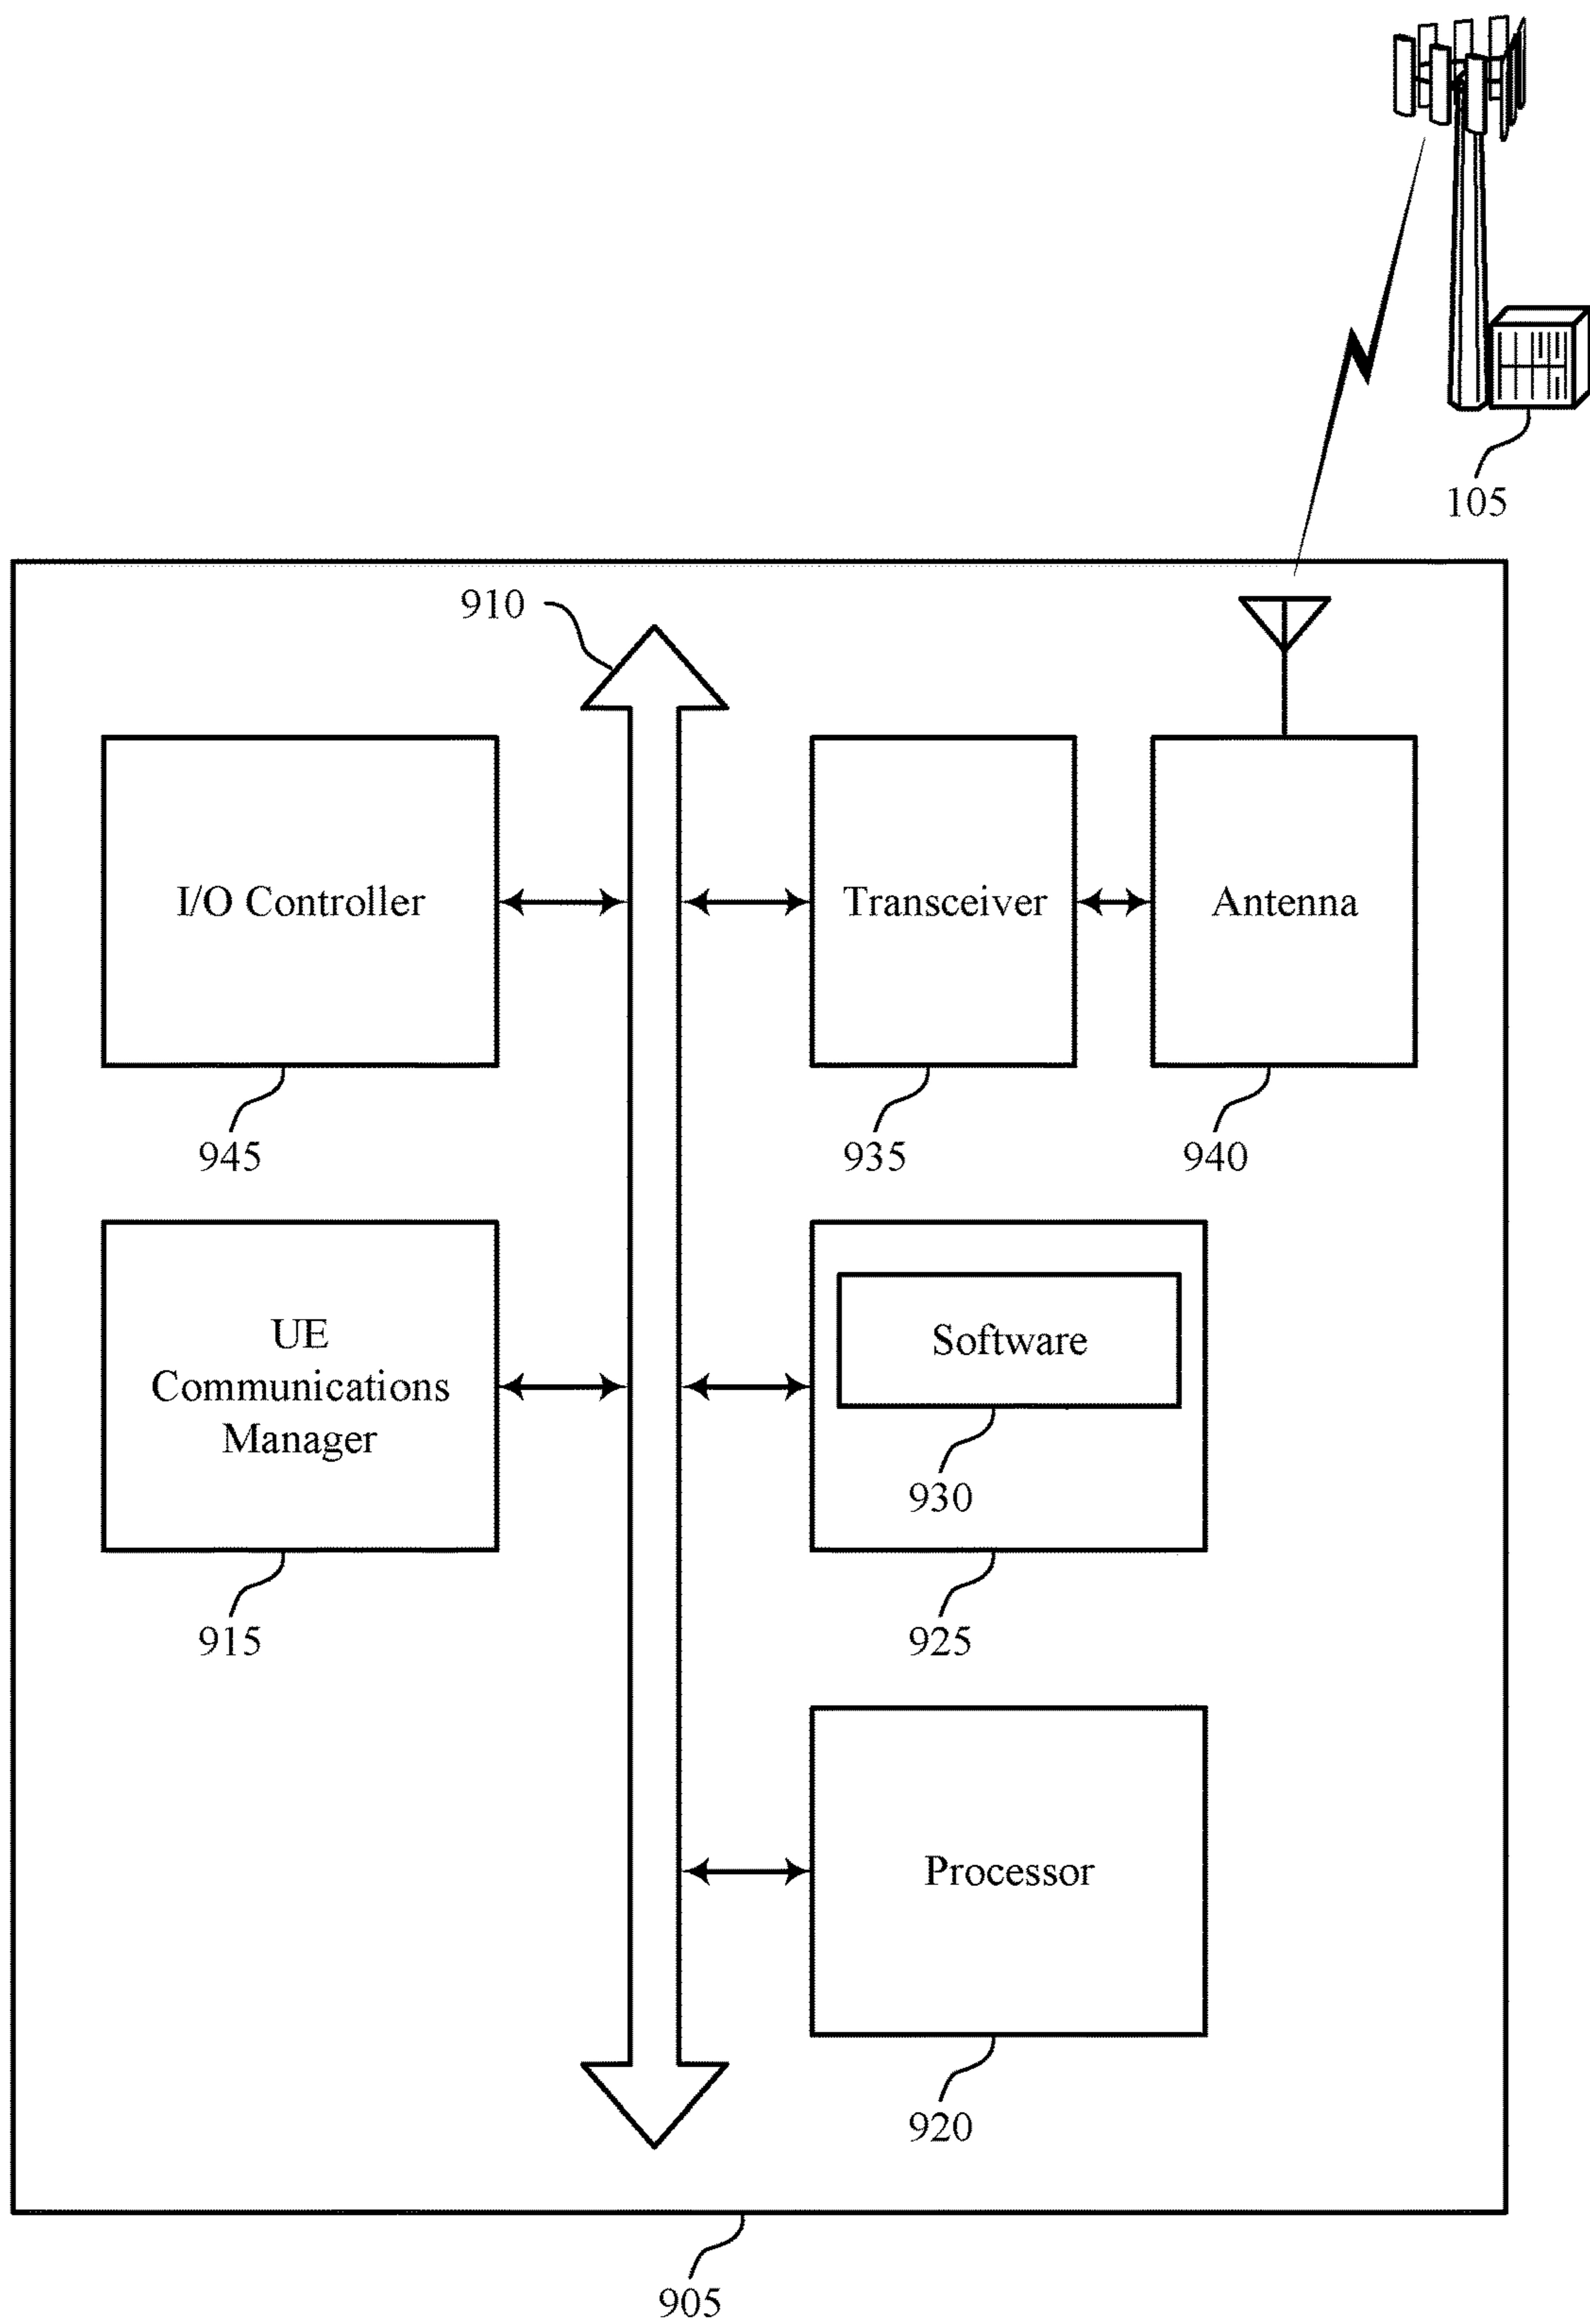 105
910
I/O Controller
Transceiver
Antenna
945
935
940
UE
Communications
Manager
Software
930
915
925
Processor
920
905